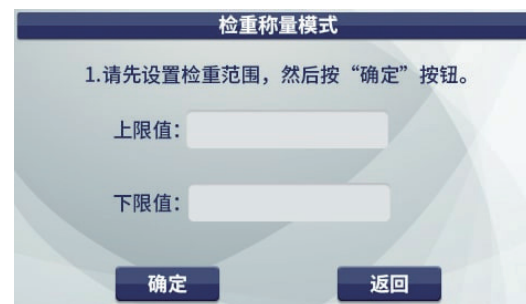 检重称量模式
1.请先设置检重范围，然后按“确定”按钮。
上限值：
下限值：
确定
返回